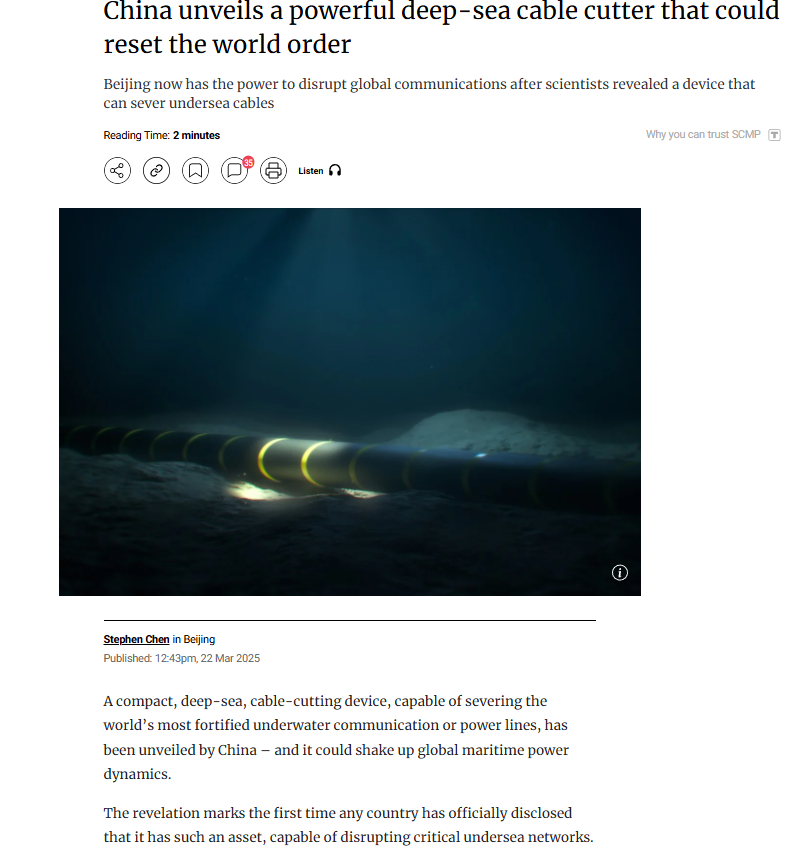 China unveils a powerful deep-sea cable cutter that could
reset the world order
Beijing now has the power to disrupt global communications after scientists revealed a device that
can sever undersea cables
Reading Time: 2 minutes
Why you can trust SCMP
35
Listen
Stephen Chen in Beijing
Published: 12:43pm, 22 Mar 2025
A compact, deep-sea, cable-cutting device, capable of severing the
world’s most fortified underwater communication or power lines, has
been unveiled by China – and it could shake up global maritime power
dynamics.
The revelation marks the first time any country has officially disclosed
that it has such an asset, capable of disrupting critical undersea networks.